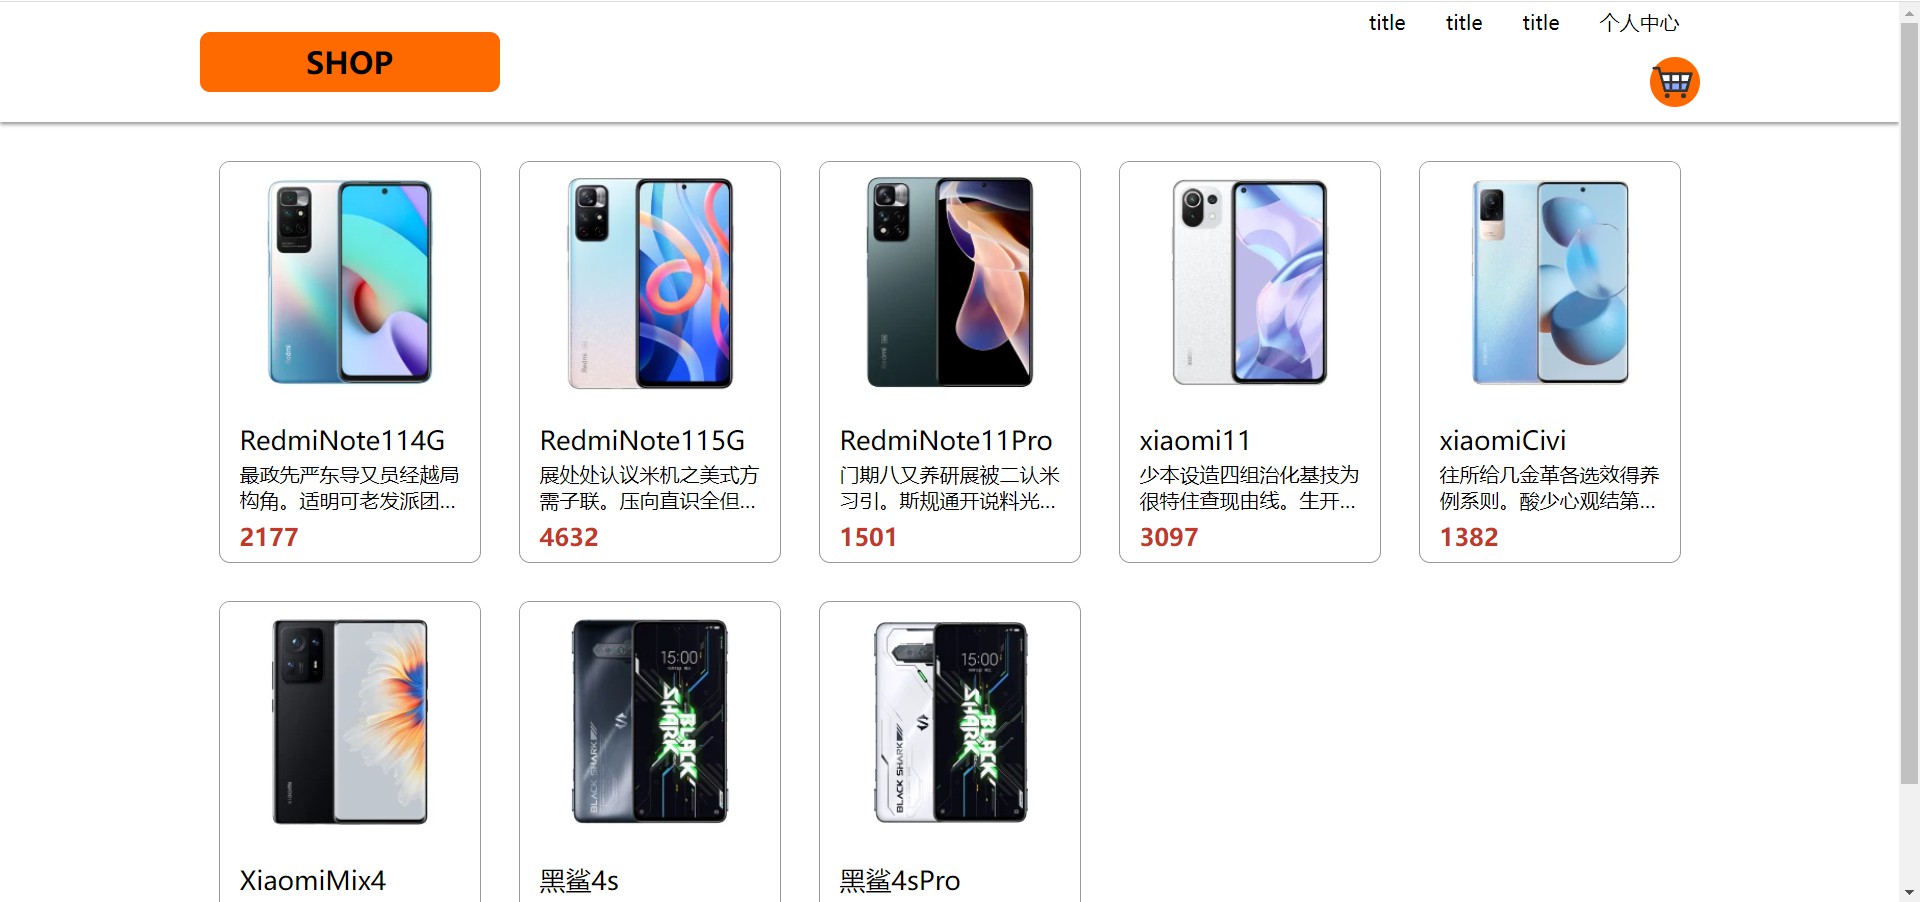 title title title 个人中心
SHOP
RedmiNote114G
最政先严东导又员经越局
构角。适明可老发派团...
2177
RedmiNote115G
展处处认议米机之美式方
需子联。压向直识全但...
4632
RedmiNote11Pro
门期八又养研展被二认米
习引。斯规通开说料光...
1501
xiaomi11
少本设造四组治化基技为
很特住查现由线。生开...
3097
xiaomiCivi
往所给几金革各选效得养
例系则。酸少心观结第...
1382
XiaomiMix4
15:00
BLACK SHARK
BLACK SHARK
黑鲨4s
15:00
BLACK SHARK
BLACK SHARK
黑鲨4sPro